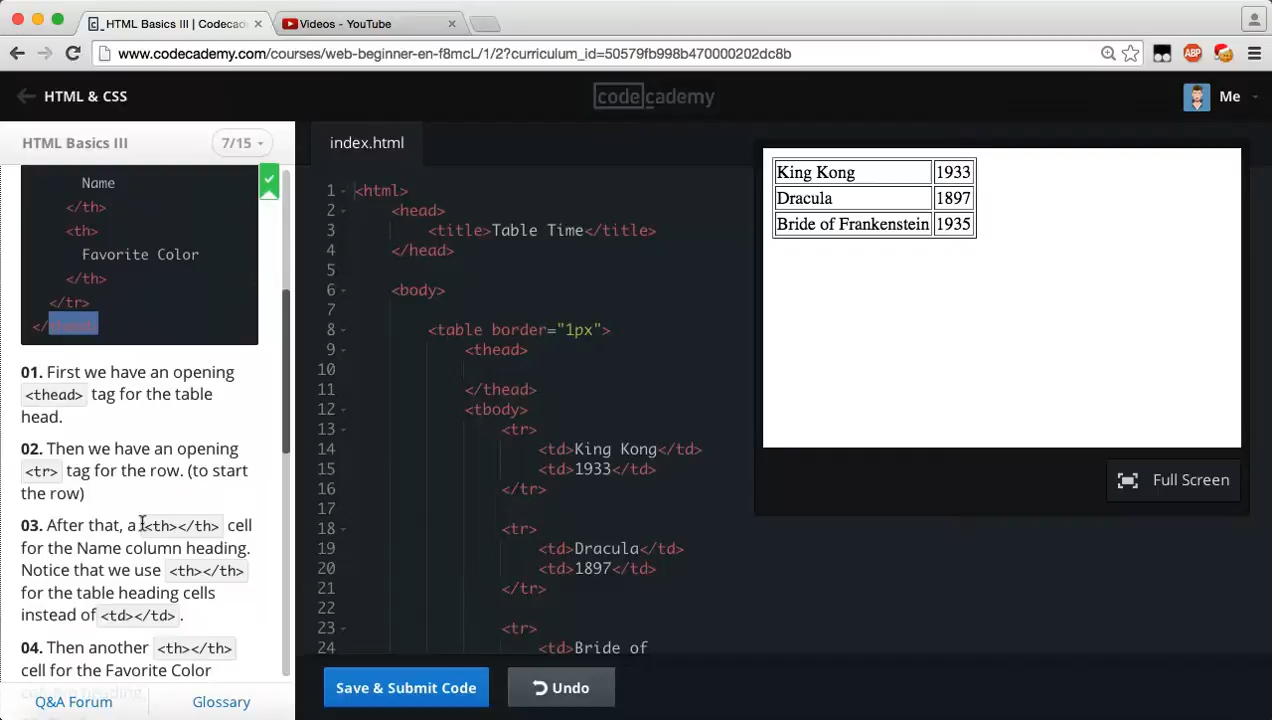 HTML Basics III | Codecad
Videos - YouTube
www.codecademy.com/courses/web-beginner-en-f8mcL/1/2?curriculum_id=50579fb998b470000202dc8b
ABP
HTML & CSS
codecademy
Me
HTML Basics III
7/15
Name
</th>
<th>
Favorite Color
</th>
</tr>
</thead>
01. First we have an opening
<thead> tag for the table
head.
02. Then we have an opening
<tr> tag for the row. (to start
the row)
03. After that, a <th></th> cell
for the Name column heading.
Notice that we use <th></th>
for the table heading cells
instead of <td></td>.
04. Then another <th></th>
cell for the Favorite Color
Q&A Forum
Glossary
index.html
1 <html>
2 <head>
3 <title>Table Time</title>
4 </head>
5
6 <body>
7
8 <table border="1px">
9 <thead>
10
11 </thead>
12 <tbody>
13 <tr>
14 <td>King Kong</td>
15 <td>1933</td>
16 </tr>
17
18 <tr>
19 <td>Dracula</td>
20 <td>1897</td>
21 </tr>
22
23 <tr>
24 <td>Bride of
Save & Submit Code
Undo
King Kong 1933
Dracula 1897
Bride of Frankenstein 1935
Full Screen